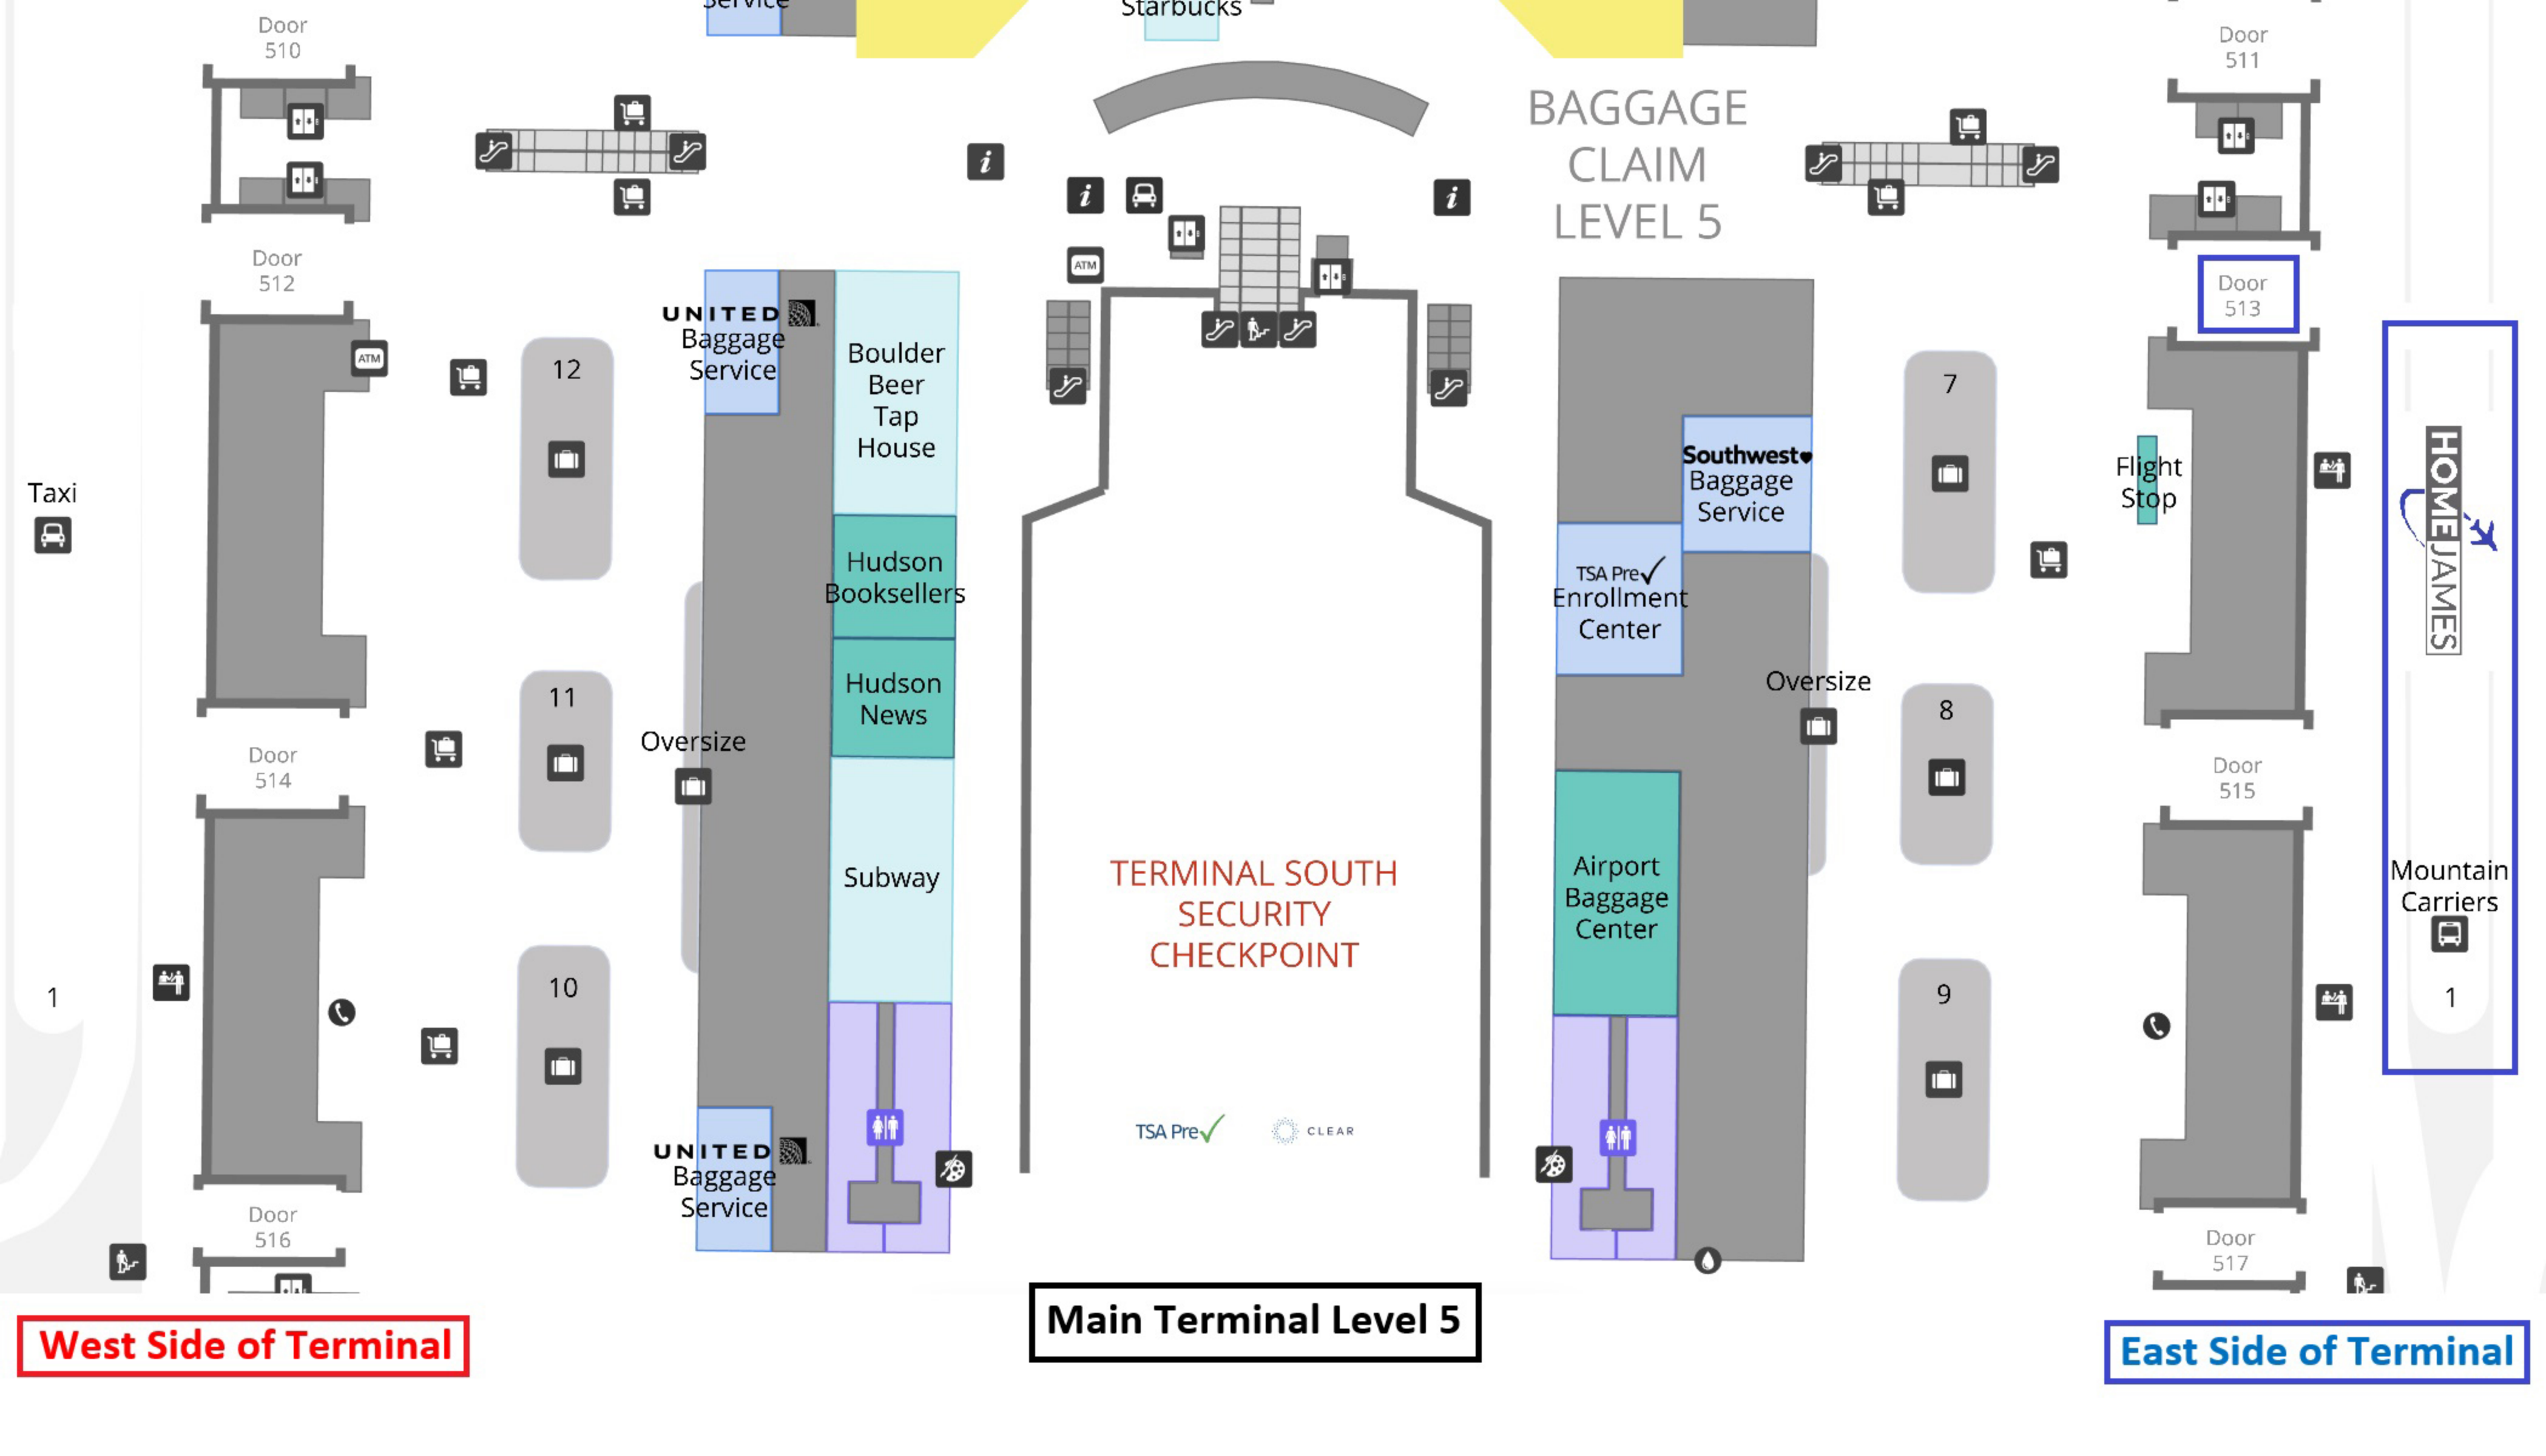 Service
Starbucks
Door
510
Door
511
BAGGAGE
CLAIM
LEVEL 5
i
i
i
ATM
Door
512
Door
513
UNITED
Baggage
Service
ATM
12
Boulder
Beer
Tap
House
7
Southwest
Baggage
Service
Flight
Stop
HOMEJAMES
Taxi
Hudson
Booksellers
TSA Pre✓
Enrollment
Center
11
Hudson
News
Oversize
Oversize
8
Door
514
Door
515
Subway
TERMINAL SOUTH
SECURITY
CHECKPOINT
Airport
Baggage
Center
Mountain
Carriers
1
10
9
1
TSA Pre✓
CLEAR
UNITED
Baggage
Service
Door
516
Door
517
West Side of Terminal
Main Terminal Level 5
East Side of Terminal